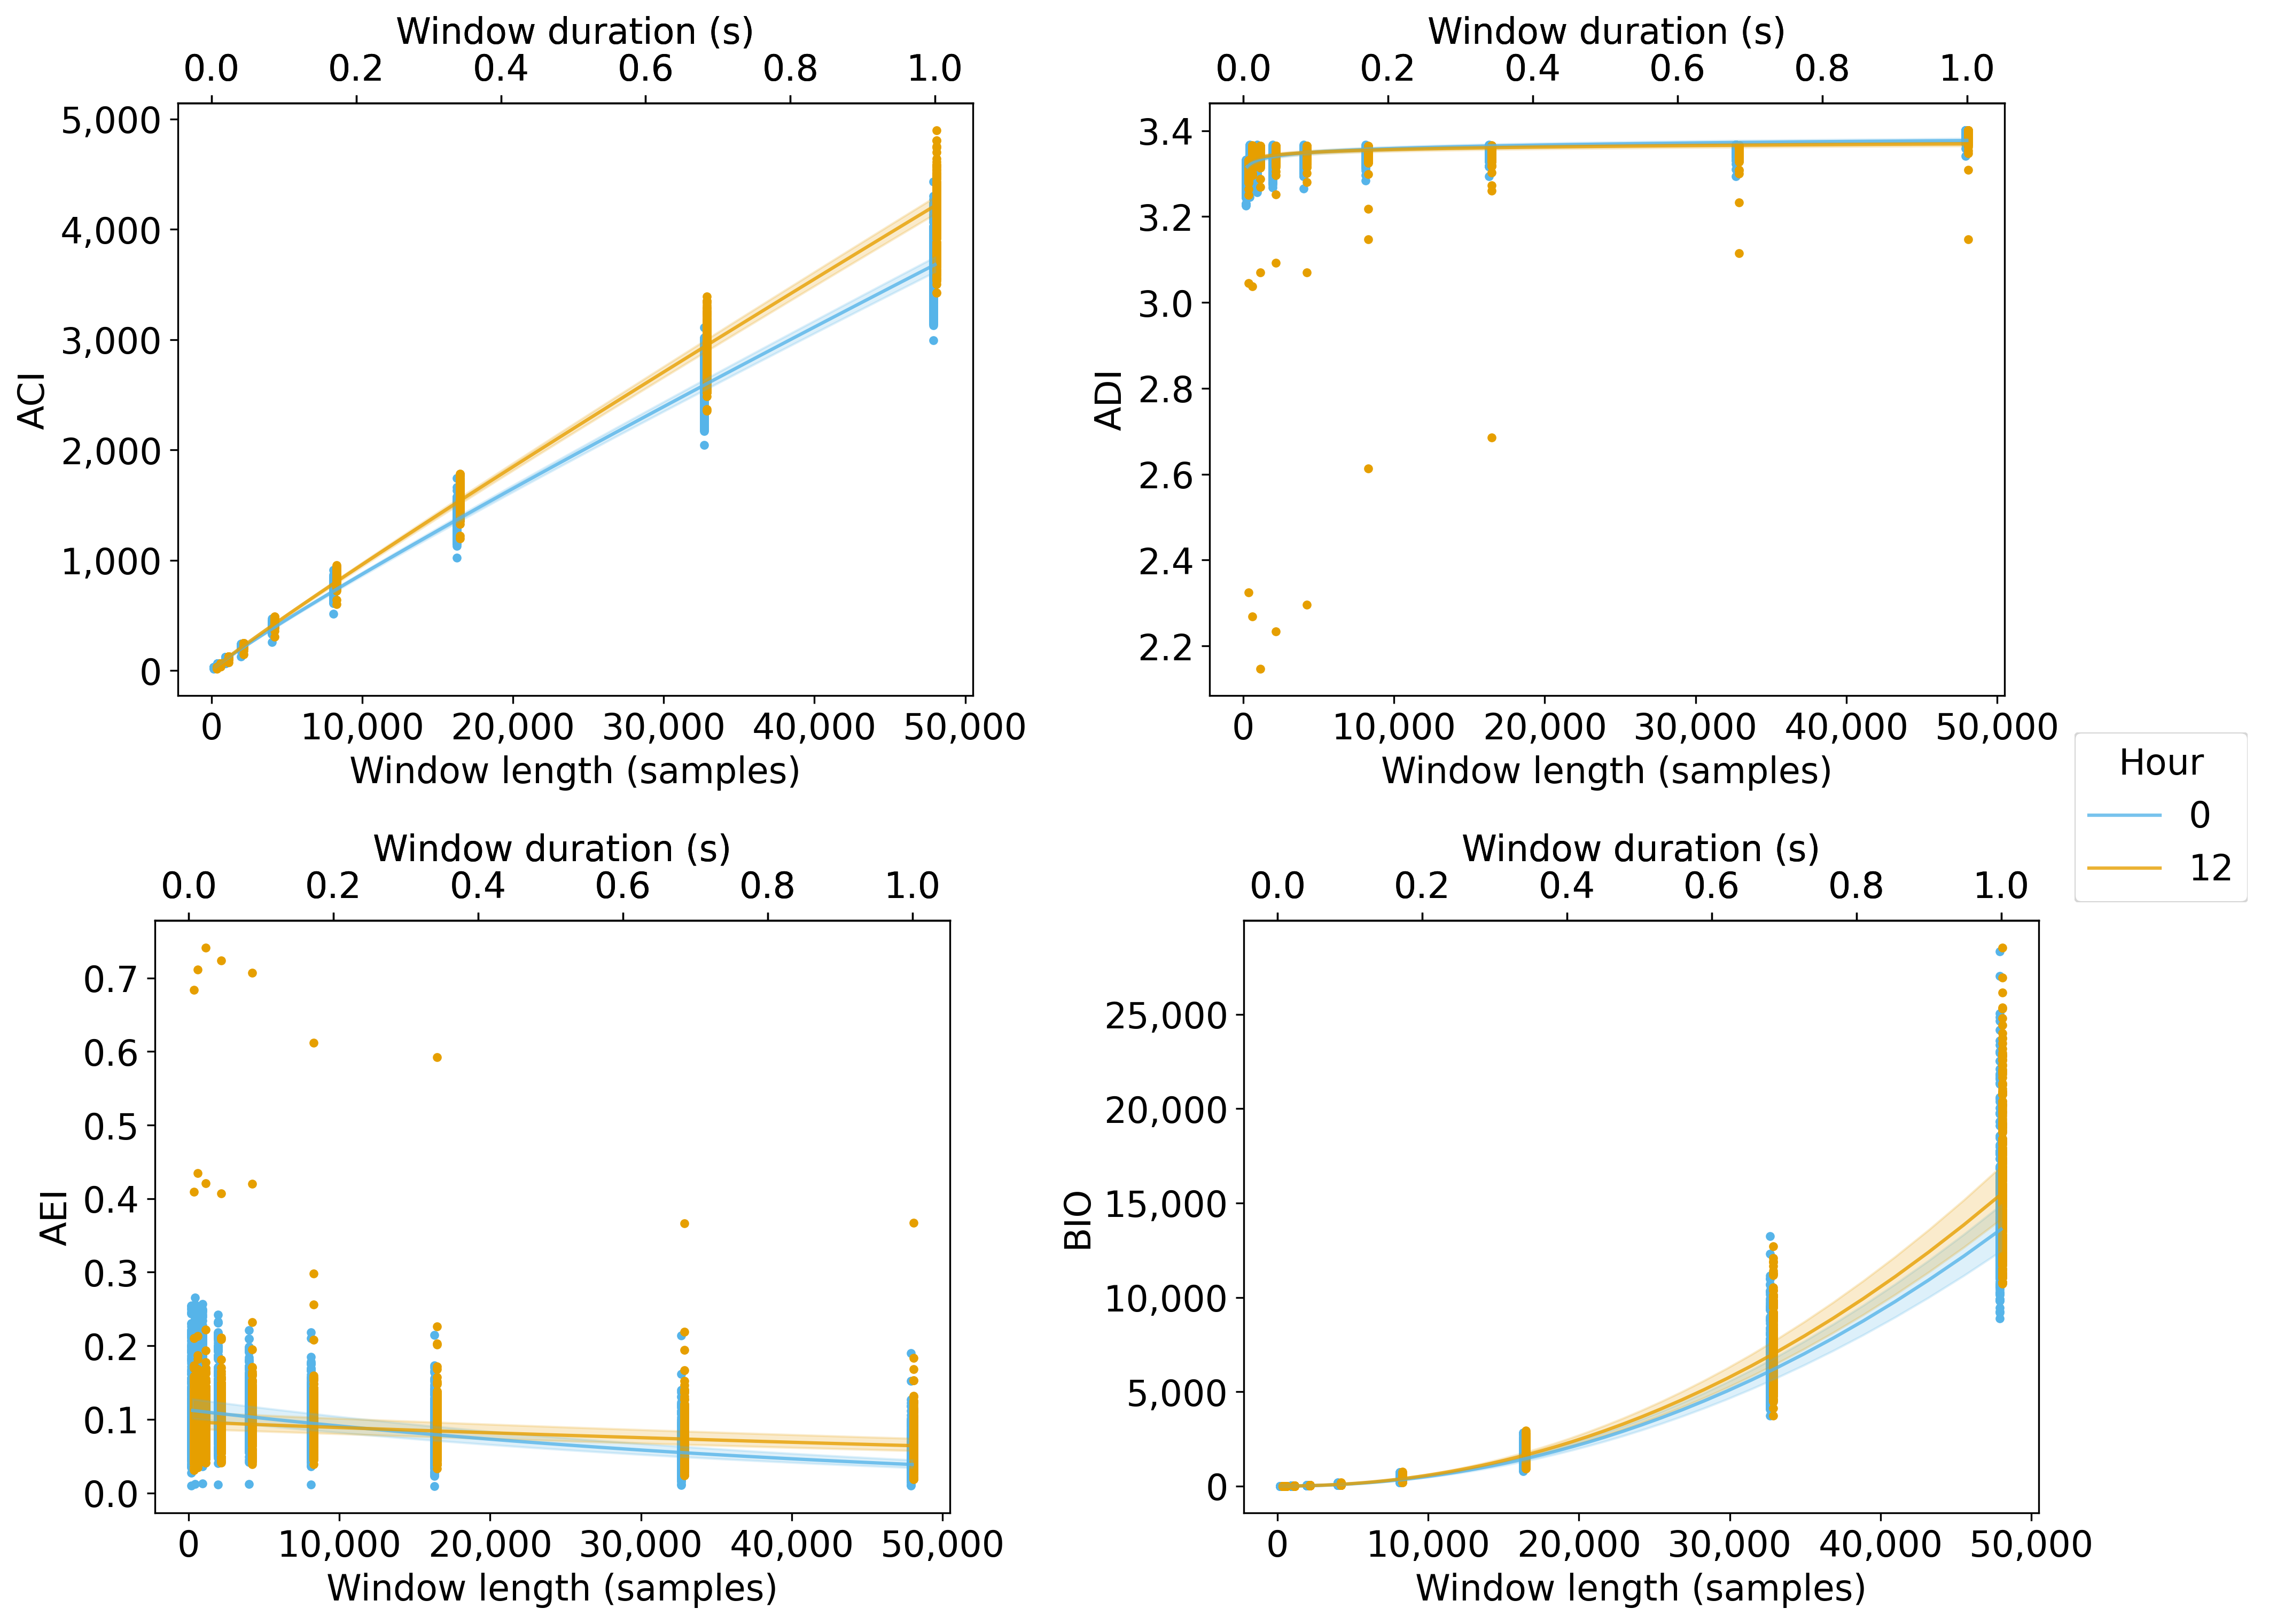 Window duration (s)
0.0 0.2 0.4 0.6 0.8 1.0
5,000
4,000
3,000
2,000
1,000
0
ACI
0 10,000 20,000 30,000 40,000 50,000
Window length (samples)
Window duration (s)
0.0 0.2 0.4 0.6 0.8 1.0
3.4
3.2
3.0
2.8
2.6
2.4
2.2
ADI
0 10,000 20,000 30,000 40,000 50,000
Window length (samples)
Hour
0
12
Window duration (s)
0.0 0.2 0.4 0.6 0.8 1.0
0.7
0.6
0.5
0.4
0.3
0.2
0.1
0.0
AEI
0 10,000 20,000 30,000 40,000 50,000
Window length (samples)
Window duration (s)
0.0 0.2 0.4 0.6 0.8 1.0
25,000
20,000
15,000
10,000
5,000
0
BIO
0 10,000 20,000 30,000 40,000 50,000
Window length (samples)